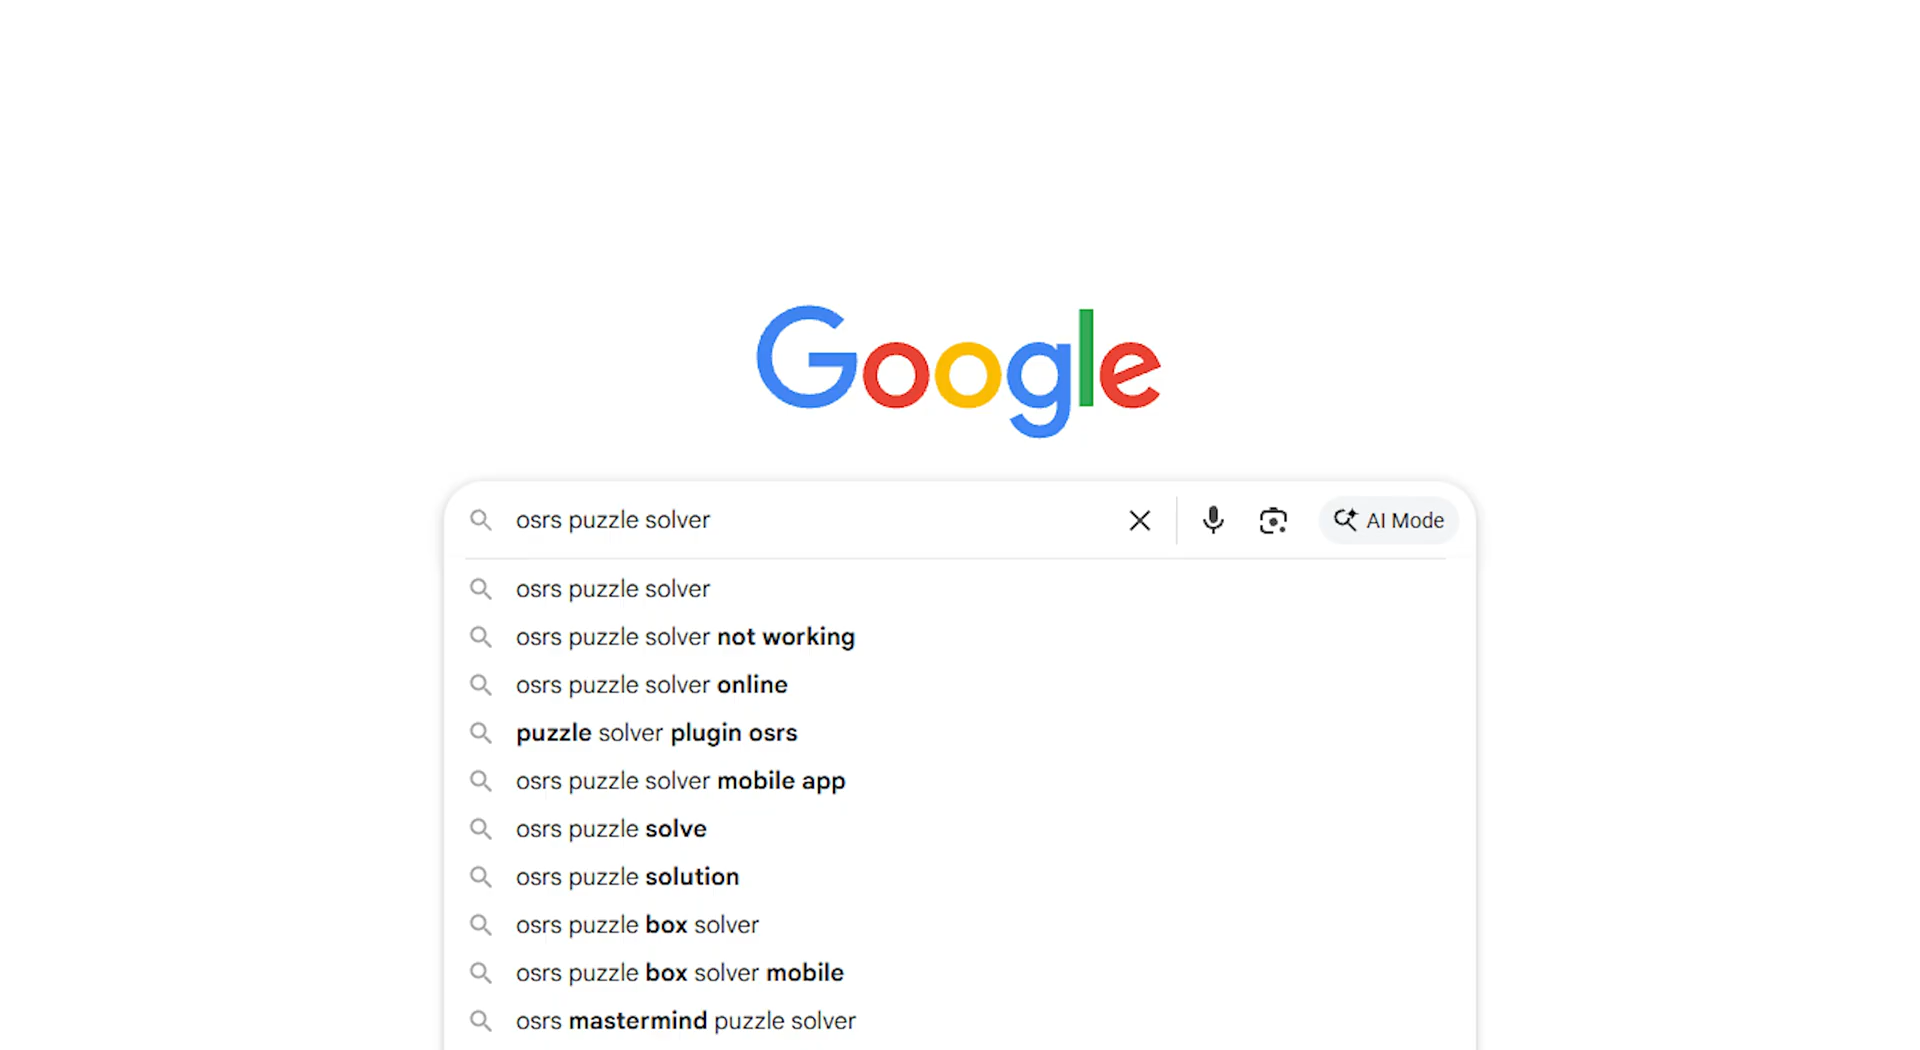 Google
osrs puzzle solver
AI Mode
osrs puzzle solver
osrs puzzle solver not working
osrs puzzle solver online
puzzle solver plugin osrs
osrs puzzle solver mobile app
osrs puzzle solve
osrs puzzle solution
osrs puzzle box solver
osrs puzzle box solver mobile
osrs mastermind puzzle solver